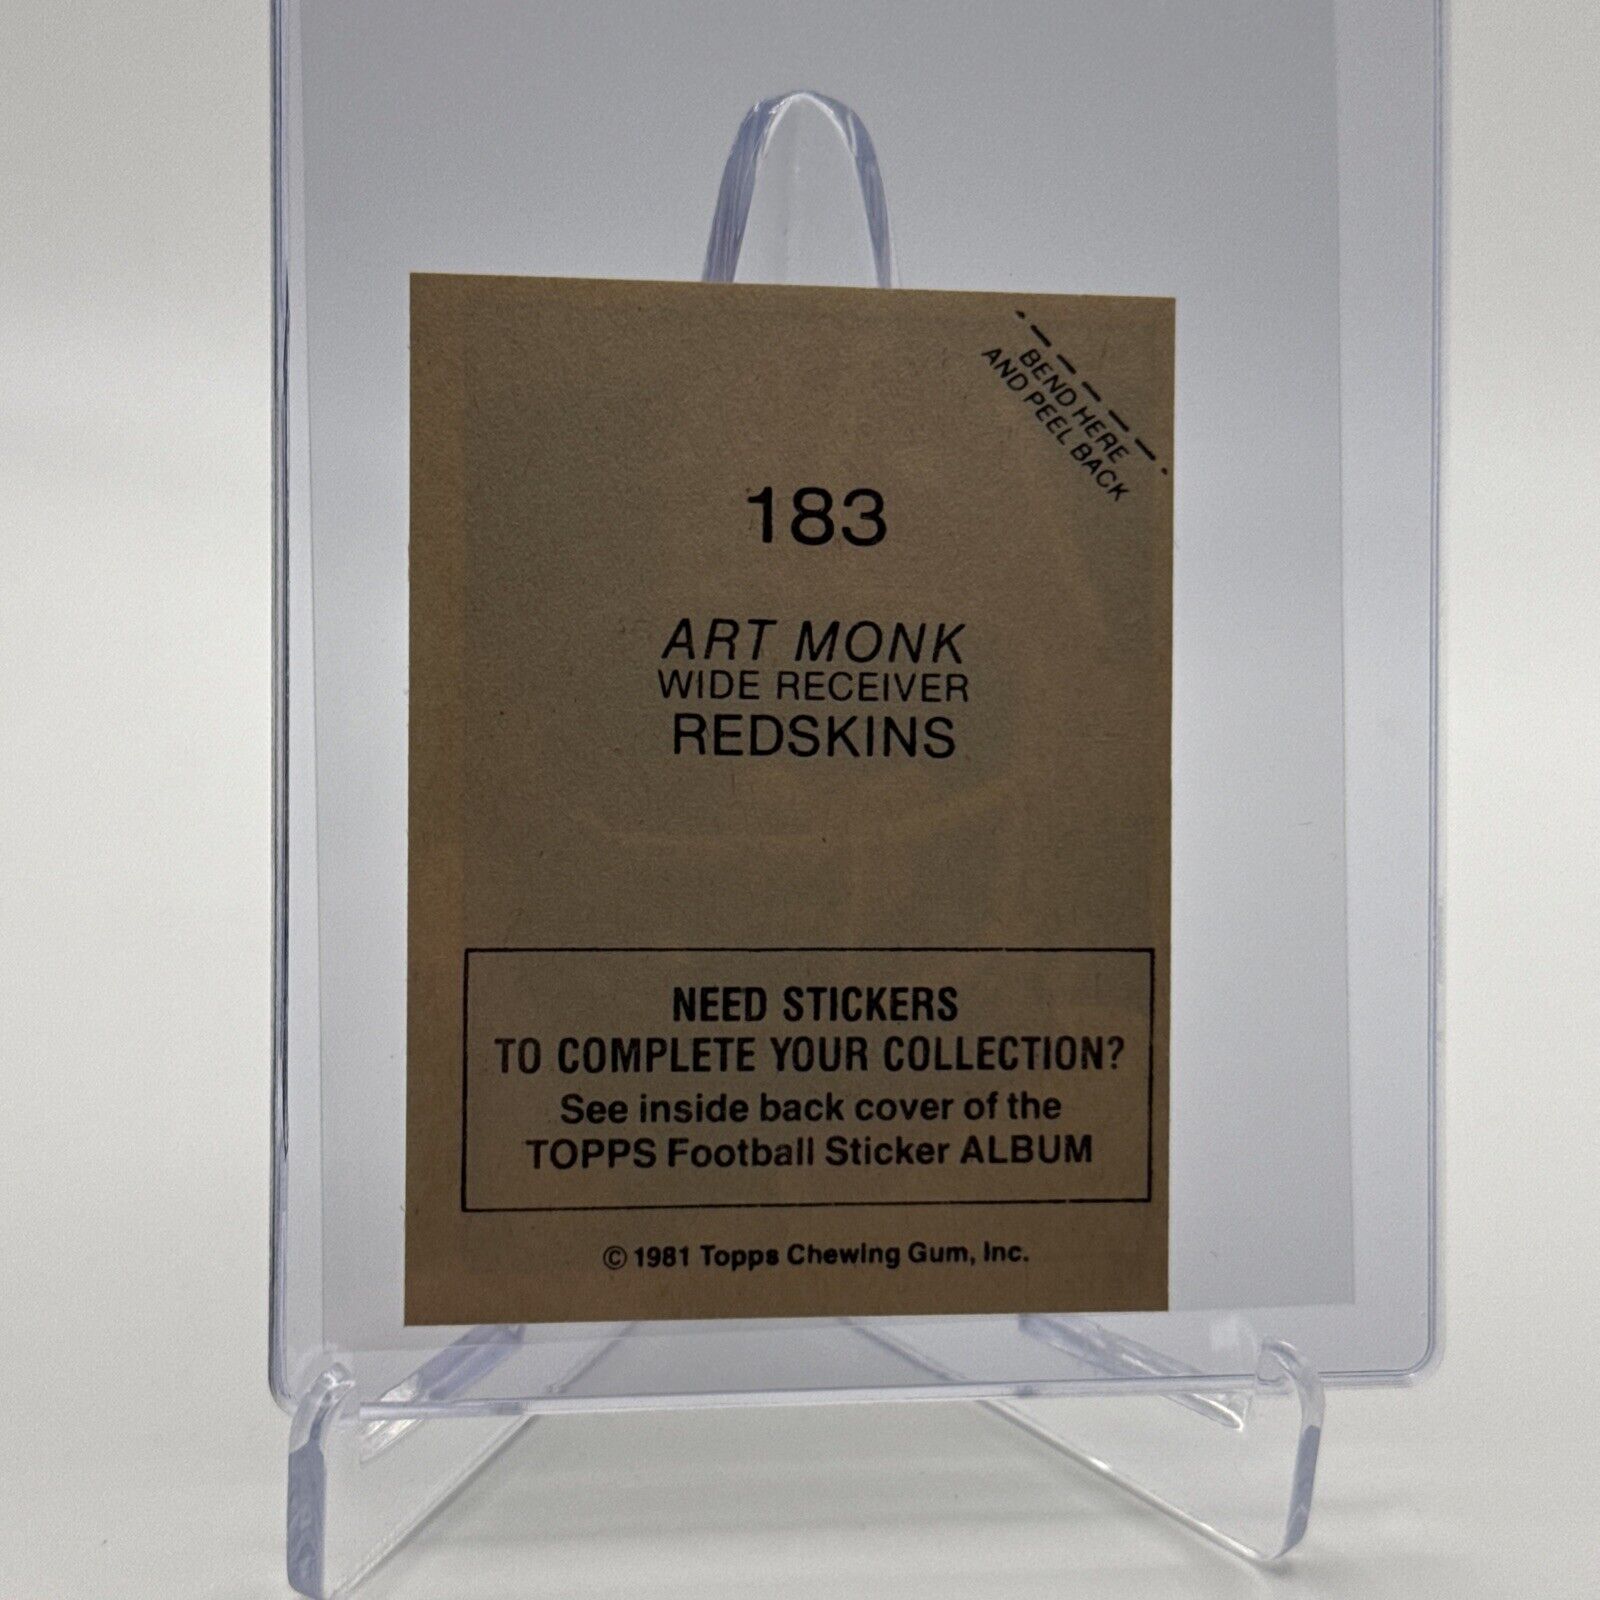 BEND HERE
AND PEEL BACK
183
ART MONK
WIDE RECEIVER
REDSKINS
NEED STICKERS
TO COMPLETE YOUR COLLECTION?
See inside back cover of the
TOPPS Football Sticker ALBUM
© 1981 Topps Chewing Gum, Inc.